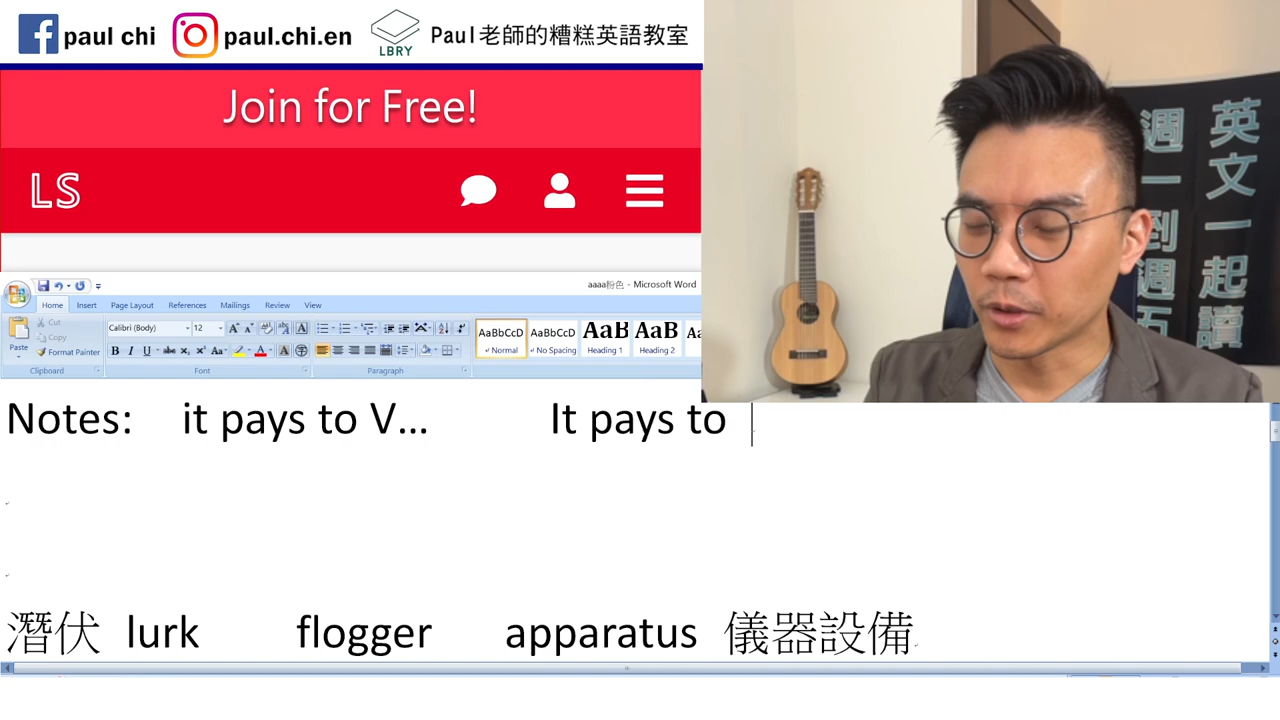 paul chi paul.chi.en LBRY Paul老師的糟糕英語教室
Join for Free!
LS
英文一起讀
週一到週五
aaaa粉色 - Microsoft Word
Home Insert Page Layout References Mailings Review View
Paste
Cut
Copy
Format Painter
Clipboard
Calibri (Body) 12
Font
Paragraph
AaBbCcD AaBbCcD AaBb AaB
Normal No Spacing Heading 1 Heading 2
Notes: it pays to V... It pays to
潛伏 lurk flogger apparatus 儀器設備